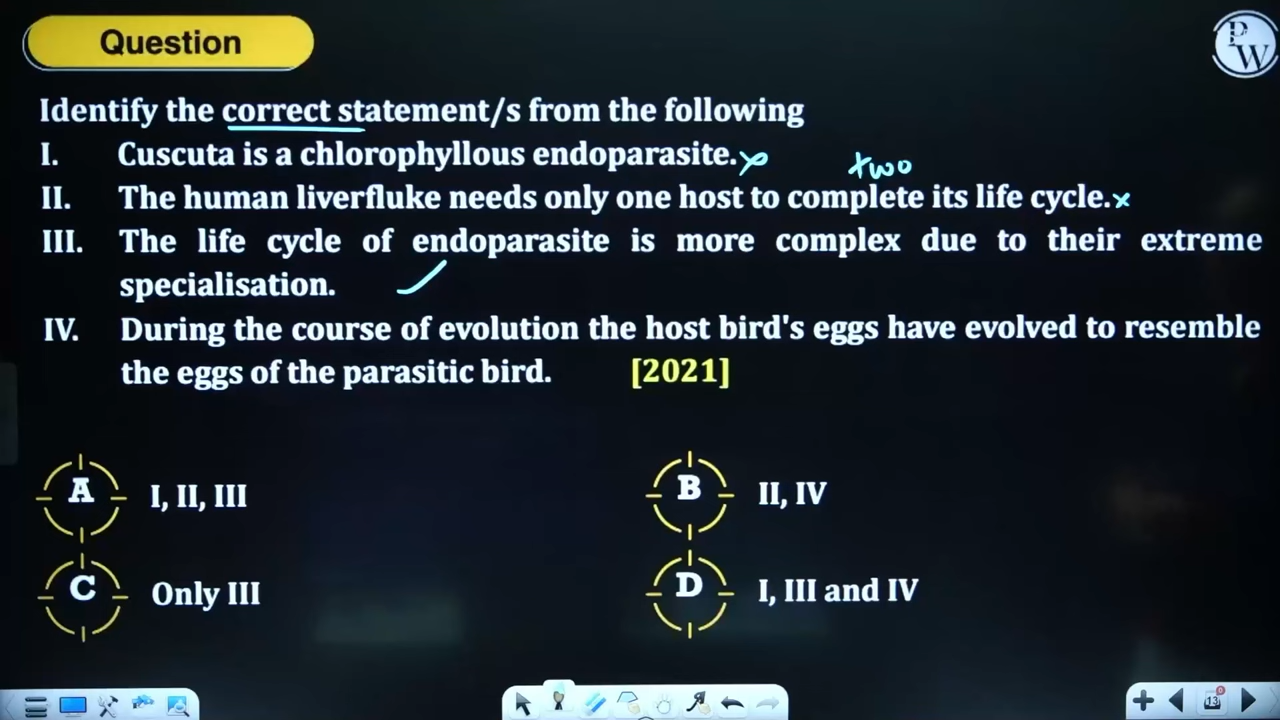 Question
PW
Identify the correct statement/s from the following
I. Cuscuta is a chlorophyllous endoparasite. x
two
II. The human liverfluke needs only one host to complete its life cycle. x
III. The life cycle of endoparasite is more complex due to their extreme
specialisation.
IV. During the course of evolution the host bird's eggs have evolved to resemble
the eggs of the parasitic bird. [2021]
A I, II, III
B II, IV
C Only III
D I, III and IV
13